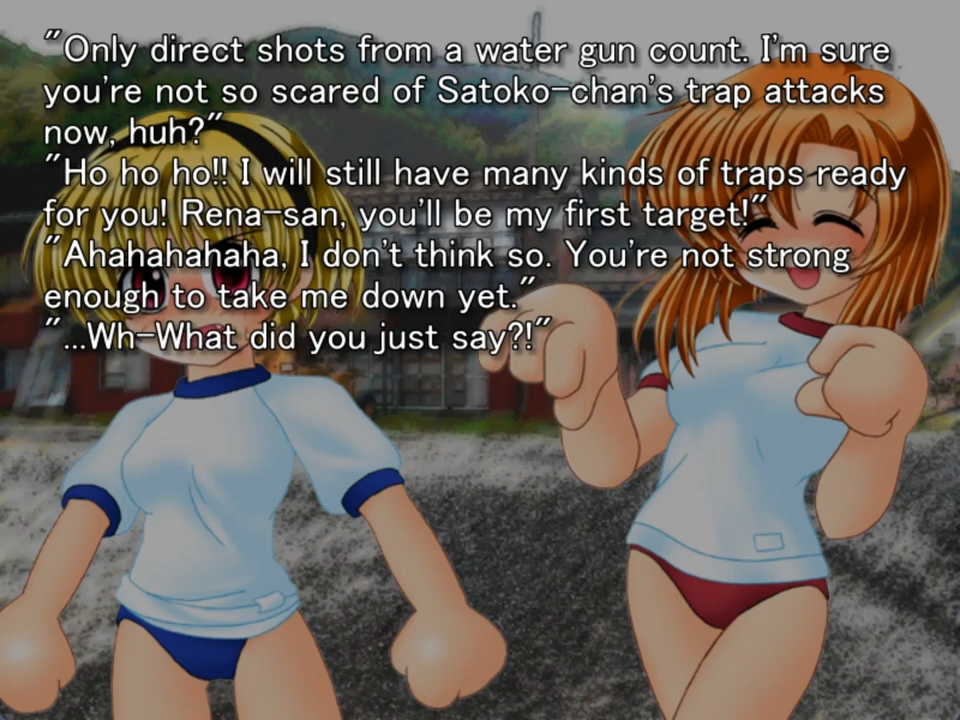 "Only direct shots from a water gun count. I'm sure
you're not so scared of Satoko-chan's trap attacks
now, huh?"
"Ho ho ho!! I will still have many kinds of traps ready
for you! Rena-san, you'll be my first target!"
"Ahahahahaha, I don't think so. You're not strong
enough to take me down yet."
"...Wh-What did you just say?!"